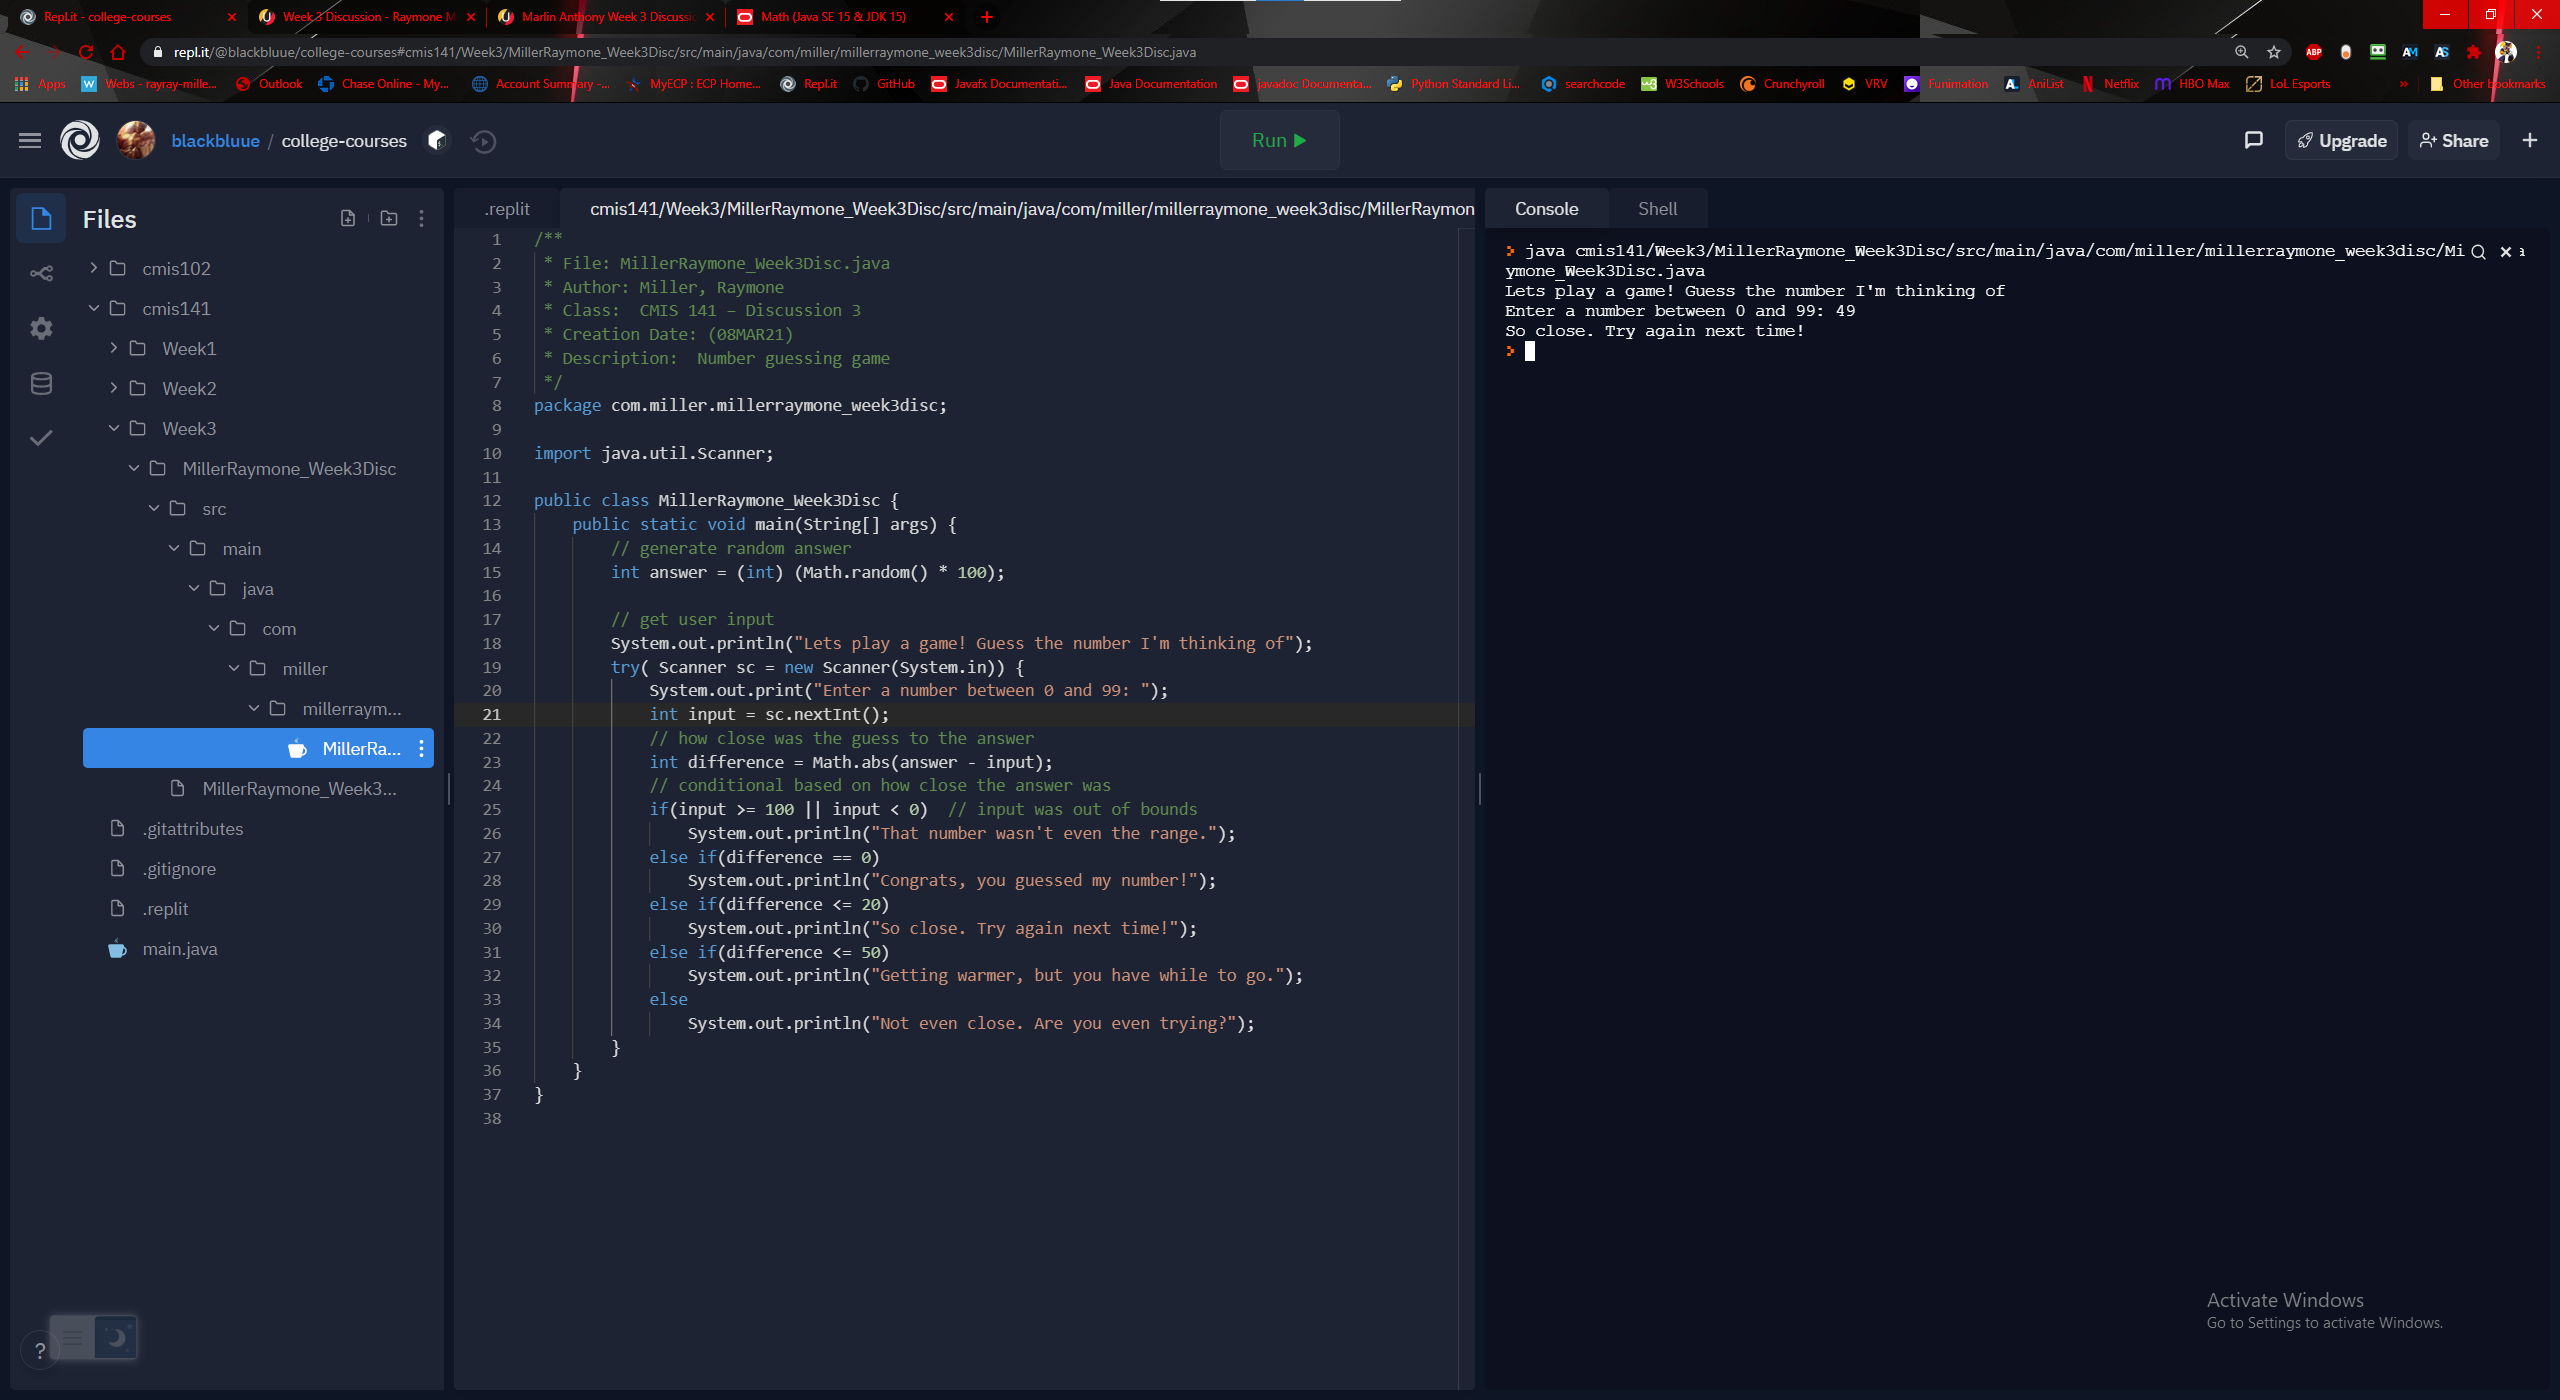 Repl.it - college-courses
Week 3 Discussion - Raymone M
Marlin Anthony Week 3 Discussi
Math (Java SE 15 & JDK 15)
repl.it/@blackbluue/college-courses#cmis141/Week3/MillerRaymone_Week3Disc/src/main/java/com/miller/millerraymone_week3disc/MillerRaymone_Week3Disc.java
ABP
Apps
Webs - rayray-mille...
Outlook
Chase Online - My...
Account Summary -...
MyECP : ECP Home...
RepLit
GitHub
Javafx Documentati...
Java Documentation
javadoc Documenta...
Python Standard Li...
searchcode
W3Schools
Crunchyroll
VRV
Funimation
AniList
Netflix
HBO Max
LoL Esports
»
Other bookmarks
blackbluue / college-courses
Run
Upgrade
Share
Files
cmis102
cmis141
Week1
Week2
Week3
MillerRaymone_Week3Disc
src
main
java
com
miller
millerraym...
MillerRa...
MillerRaymone_Week3...
.gitattributes
.gitignore
.replit
main.java
?
.replit
cmis141/Week3/MillerRaymone_Week3Disc/src/main/java/com/miller/millerraymone_week3disc/MillerRaymon
1 /**
2 * File: MillerRaymone_Week3Disc.java
3 * Author: Miller, Raymone
4 * Class:  CMIS 141 – Discussion 3
5 * Creation Date: (08MAR21)
6 * Description:  Number guessing game
7 */
8 package com.miller.millerraymone_week3disc;
9
10 import java.util.Scanner;
11
12 public class MillerRaymone_Week3Disc {
13 public static void main(String[] args) {
14 // generate random answer
15 int answer = (int) (Math.random() * 100);
16
17 // get user input
18 System.out.println("Lets play a game! Guess the number I'm thinking of");
19 try( Scanner sc = new Scanner(System.in)) {
20 System.out.print("Enter a number between 0 and 99: ");
21 int input = sc.nextInt();
22 // how close was the guess to the answer
23 int difference = Math.abs(answer - input);
24 // conditional based on how close the answer was
25 if(input >= 100 || input < 0)  // input was out of bounds
26 System.out.println("That number wasn't even the range.");
27 else if(difference == 0)
28 System.out.println("Congrats, you guessed my number!");
29 else if(difference <= 20)
30 System.out.println("So close. Try again next time!");
31 else if(difference <= 50)
32 System.out.println("Getting warmer, but you have while to go.");
33 else
34 System.out.println("Not even close. Are you even trying?");
35 }
36 }
37 }
38
Console
Shell
java cmis141/Week3/MillerRaymone_Week3Disc/src/main/java/com/miller/millerraymone_week3disc/Mi
ymone_Week3Disc.java
Lets play a game! Guess the number I'm thinking of
Enter a number between 0 and 99: 49
So close. Try again next time!
Activate Windows
Go to Settings to activate Windows.